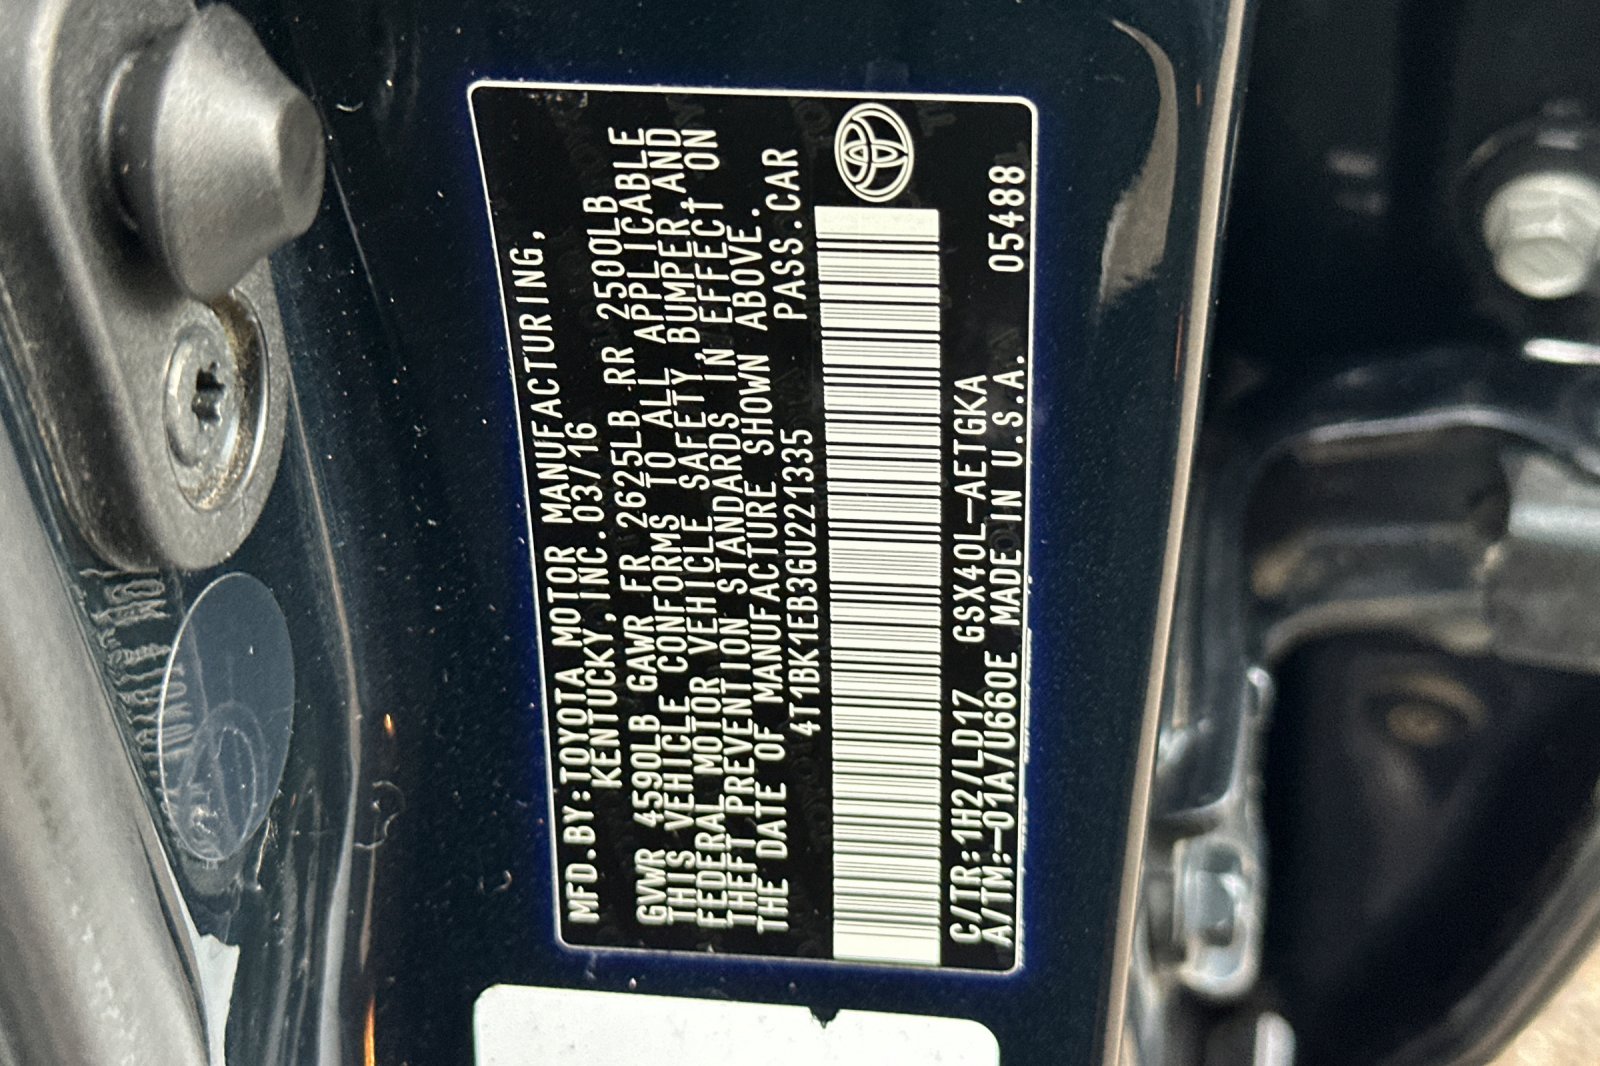 MFD.BY:TOYOTA MOTOR MANUFACTURING,
KENTUCKY,INC.03/16
GVWR 4590LB GAWR FR 2625LB RR 2500LB
THIS VEHICLE CONFORMS TO ALL APPLICABLE
FEDERAL MOTOR VEHICLE SAFETY,BUMPER,AND
THEFT PREVENTION STANDARDS IN EFFECT ON
THE DATE OF MANUFACTURE SHOWN ABOVE.
4T1BK1EB3GU221335 PASS.CAR
C/TR:1H2/LD17 GSX40L-AETGKA
A/TM:-01A/U660E MADE IN U.S.A. 05488